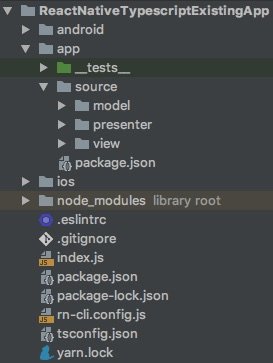 ReactNativeTypescriptExistingApp
android
app
__tests__
source
model
presenter
view
package.json
ios
node_modules library root
.eslintrc
.gitignore
index.js
package.json
package-lock.json
rn-cli.config.js
tsconfig.json
yarn.lock